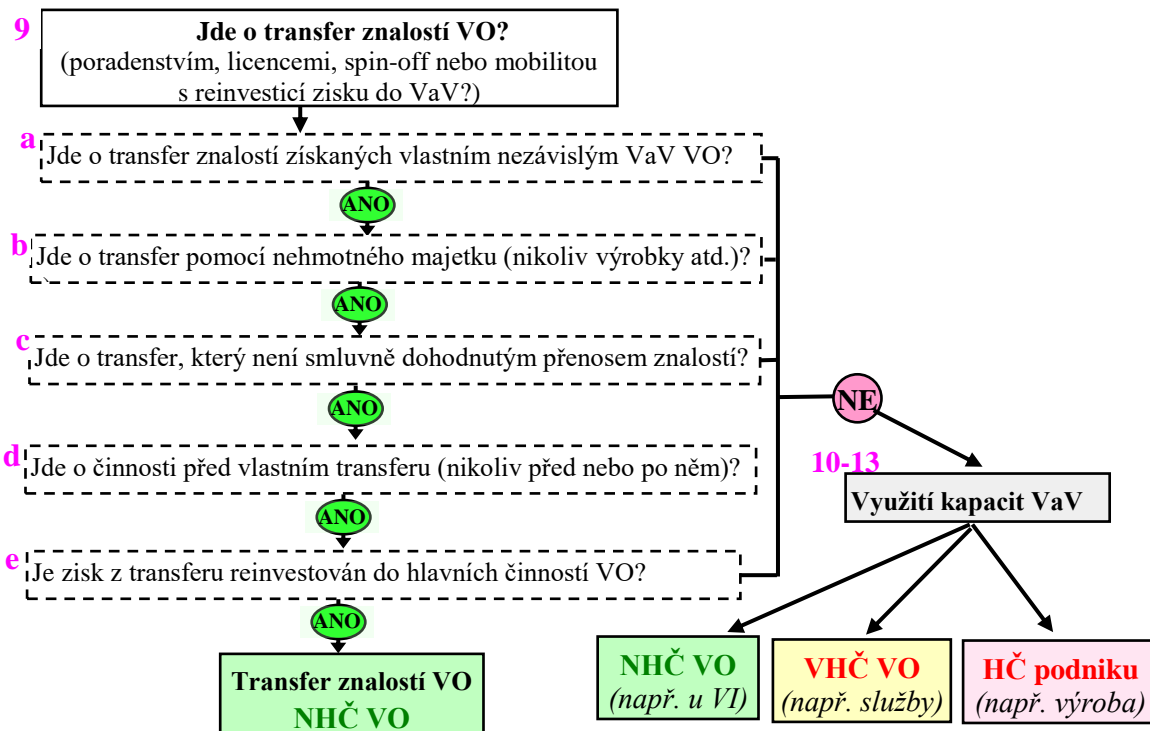 9
Jde o transfer znalostí VO?
(poradenstvím, licencemi, spin-off nebo mobilitou
s reinvesticí zisku do VaV?)
a
Jde o transfer znalostí získaných vlastním nezávislým VaV VO?
ANO
b
Jde o transfer pomocí nehmotného majetku (nikoliv výrobky atd.)?
ANO
c
Jde o transfer, který není smluvně dohodnutým přenosem znalostí?
ANO
NE
d
Jde o činnosti před vlastním transferu (nikoliv před nebo po něm)?
10-13
Využití kapacit VaV
ANO
e
Je zisk z transferu reinvestován do hlavních činností VO?
ANO
Transfer znalostí VO
NHČ VO
NHČ VO
(např. u VI)
VHČ VO
(např. služby)
HČ podniku
(např. výroba)